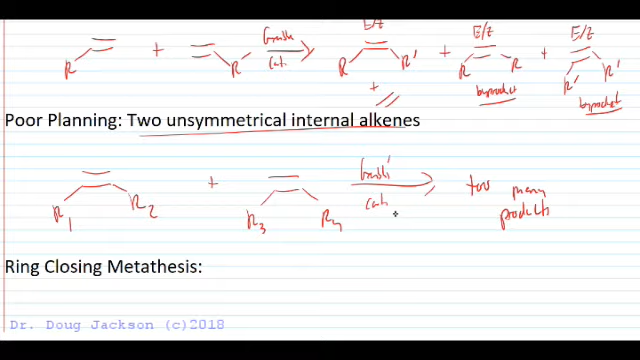 E/Z E/Z E/Z
R + R Grubbs cat. R R' + R R + R' R'
+ byproduct byproduct
Poor Planning: Two unsymmetrical internal alkenes
R1 R2 + R3 R4 Grubbs' cat. too many products
Ring Closing Metathesis:
Dr. Doug Jackson (c)2018